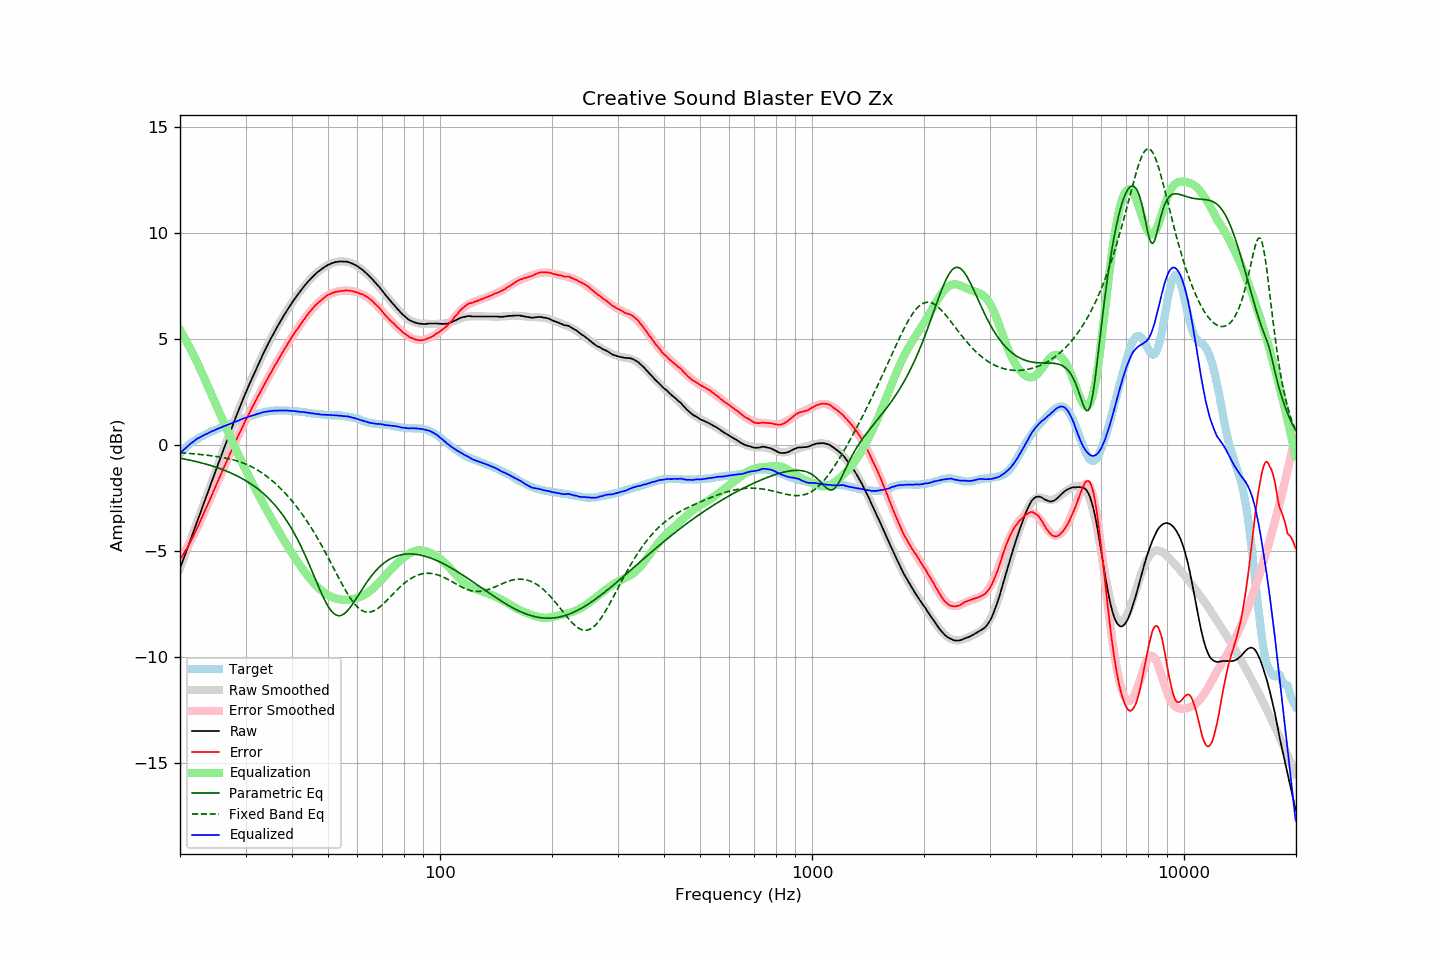 Creative Sound Blaster EVO Zx
15
10
5
0
−5
−10
−15
Amplitude (dBr)
Target
Raw Smoothed
Error Smoothed
Raw
Error
Equalization
Parametric Eq
Fixed Band Eq
Equalized
100
1000
10000
Frequency (Hz)